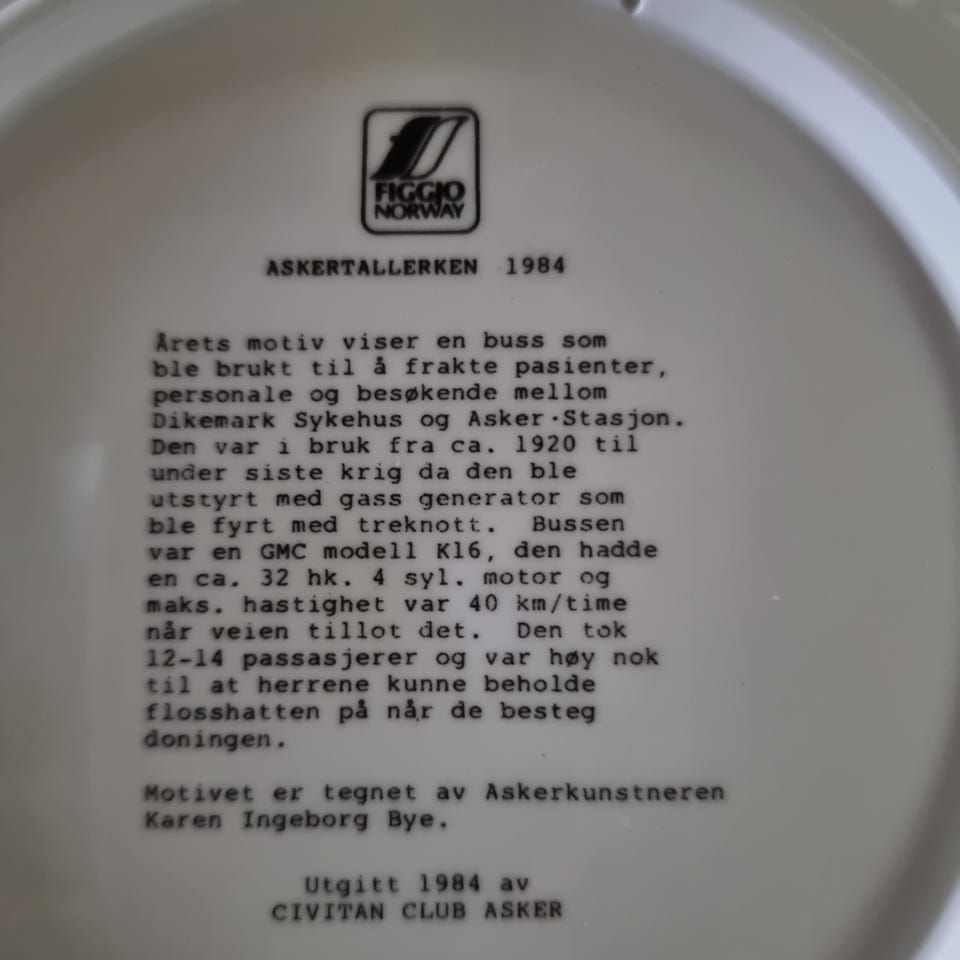 FIGGJO
NORWAY
ASKERTALLERKEN 1984
Årets motiv viser en buss som
ble brukt til å frakte pasienter,
personale og besøkende mellom
Dikemark Sykehus og Asker Stasjon.
Den var i bruk fra ca. 1920 til
under siste krig da den ble
utstyrt med gass generator som
ble fyrt med treknott. Bussen
var en GMC modell K16, den hadde
en ca. 32 hk. 4 syl. motor og
maks. hastighet var 40 km/time
når veien tillot det. Den tok
12-14 passasjerer og var høy nok
til at herrene kunne beholde
flosshatten på når de besteg
doningen.
Motivet er tegnet av Askerkunstneren
Karen Ingeborg Bye.
Utgitt 1984 av
CIVITAN CLUB ASKER